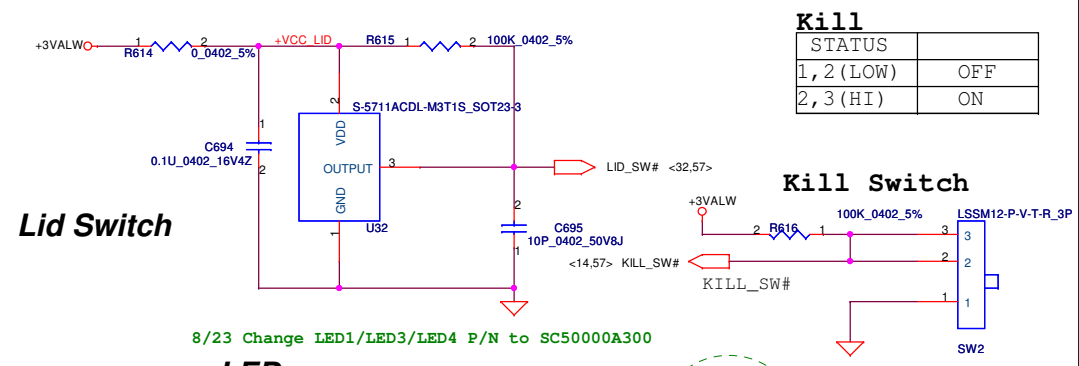 Kill
STATUS
1,2(LOW) OFF
2,3(HI) ON
+3VALW 1 2 +VCC_LID R615 1 2 100K_0402_5%
R614 0_0402_5%
2 S-5711ACDL-M3T1S_SOT23-3
VDD
1 C694
0.1U_0402_16V4Z
2
OUTPUT 3 LID_SW# <32,57>
GND
1 U32
2 C695
10P_0402_50V8J
1
Lid Switch
Kill Switch
+3VALW 100K_0402_5% LSSM12-P-V-T-R_3P
2 R616 1 3 3
<14,57> KILL_SW# 2 2
KILL_SW#
1 1
SW2
8/23 Change LED1/LED3/LED4 P/N to SC50000A300